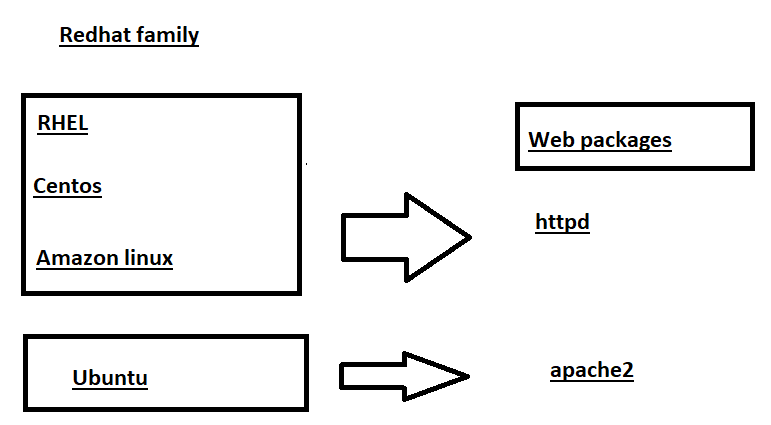 Redhat family
RHEL
Centos
Amazon linux
Web packages
httpd
Ubuntu
apache2